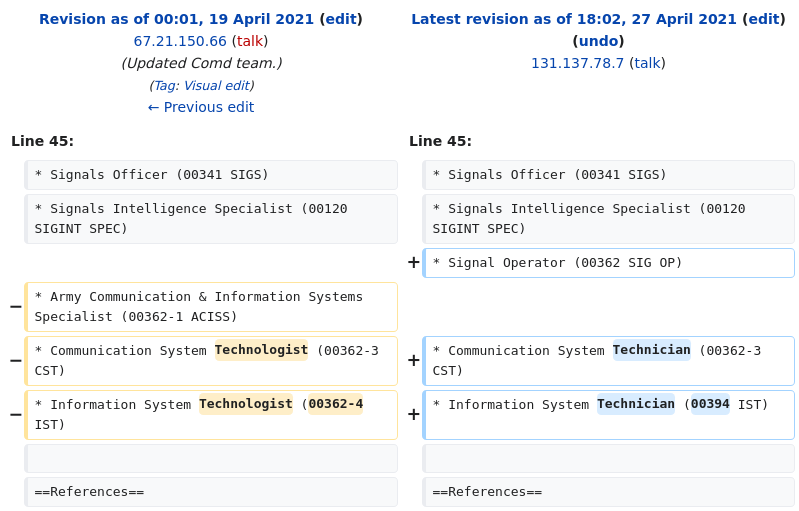 Revision as of 00:01, 19 April 2021 (edit)
67.21.150.66 (talk)
(Updated Comd team.)
(Tag: Visual edit)
← Previous edit
Latest revision as of 18:02, 27 April 2021 (edit)
(undo)
131.137.78.7 (talk)
Line 45:
Line 45:
* Signals Officer (00341 SIGS)
* Signals Officer (00341 SIGS)
* Signals Intelligence Specialist (00120
SIGINT SPEC)
* Signals Intelligence Specialist (00120
SIGINT SPEC)
+ * Signal Operator (00362 SIG OP)
− * Army Communication & Information Systems
Specialist (00362-1 ACISS)
− * Communication System Technologist (00362-3
CST)
+ * Communication System Technician (00362-3
CST)
− * Information System Technologist (00362-4
IST)
+ * Information System Technician (00394 IST)
==References==
==References==